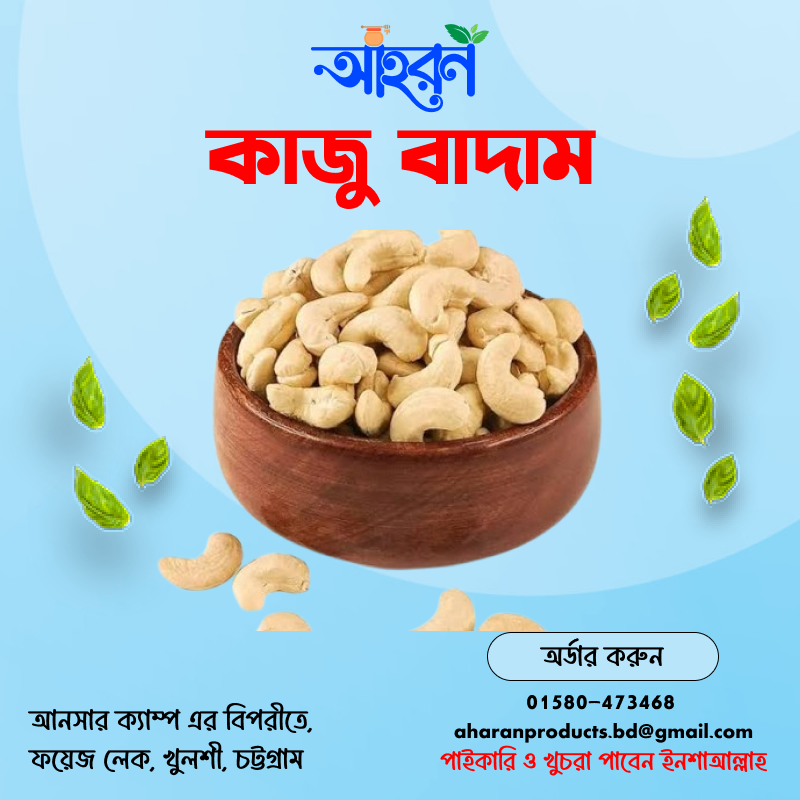 আহরন
কাজু বাদাম
অর্ডার করুন
01580-473468
aharanproducts.bd@gmail.com
পাইকারি ও খুচরা পাবেন ইনশাআল্লাহ
আনসার ক্যাম্প এর বিপরীতে,
ফয়েজ লেক, খুলশী, চট্টগ্রাম